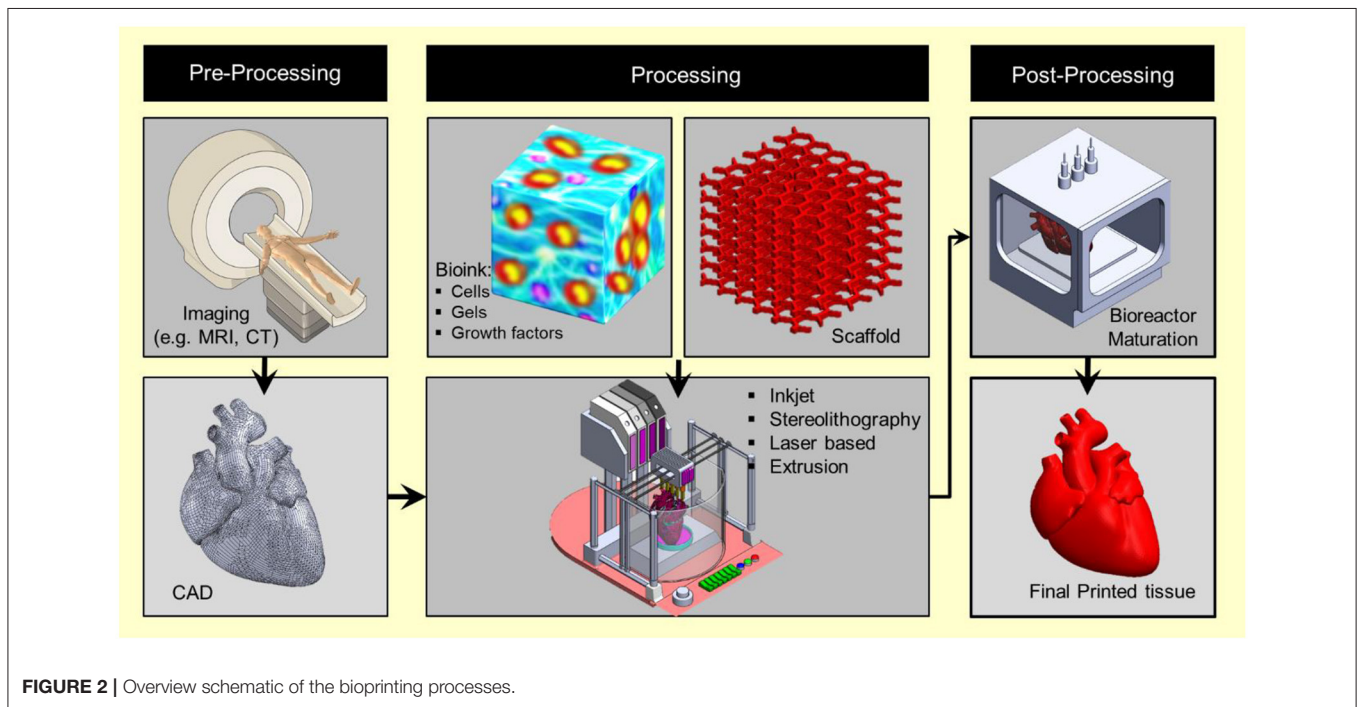 Pre-Processing
Processing
Post-Processing
Imaging
(e.g. MRI, CT)
CAD
Bioink:
▪ Cells
▪ Gels
▪ Growth factors
Scaffold
▪ Inkjet
▪ Stereolithography
▪ Laser based
▪ Extrusion
Bioreactor
Maturation
Final Printed tissue
FIGURE 2 | Overview schematic of the bioprinting processes.